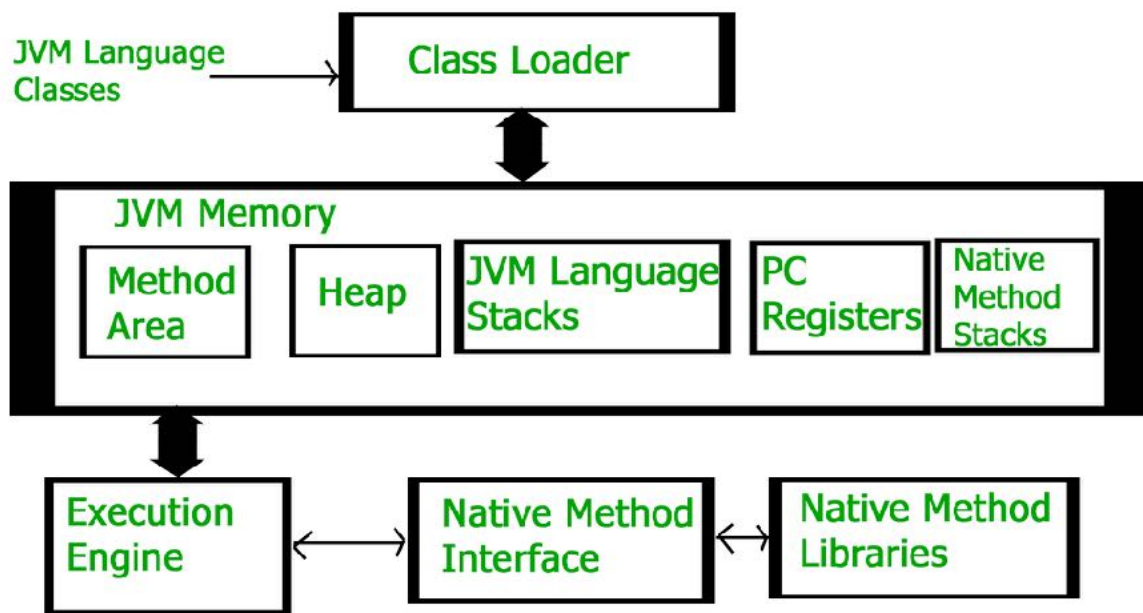 JVM Language
Classes
Class Loader
JVM Memory
Method
Area
Heap
JVM Language
Stacks
PC
Registers
Native
Method
Stacks
Execution
Engine
Native Method
Interface
Native Method
Libraries